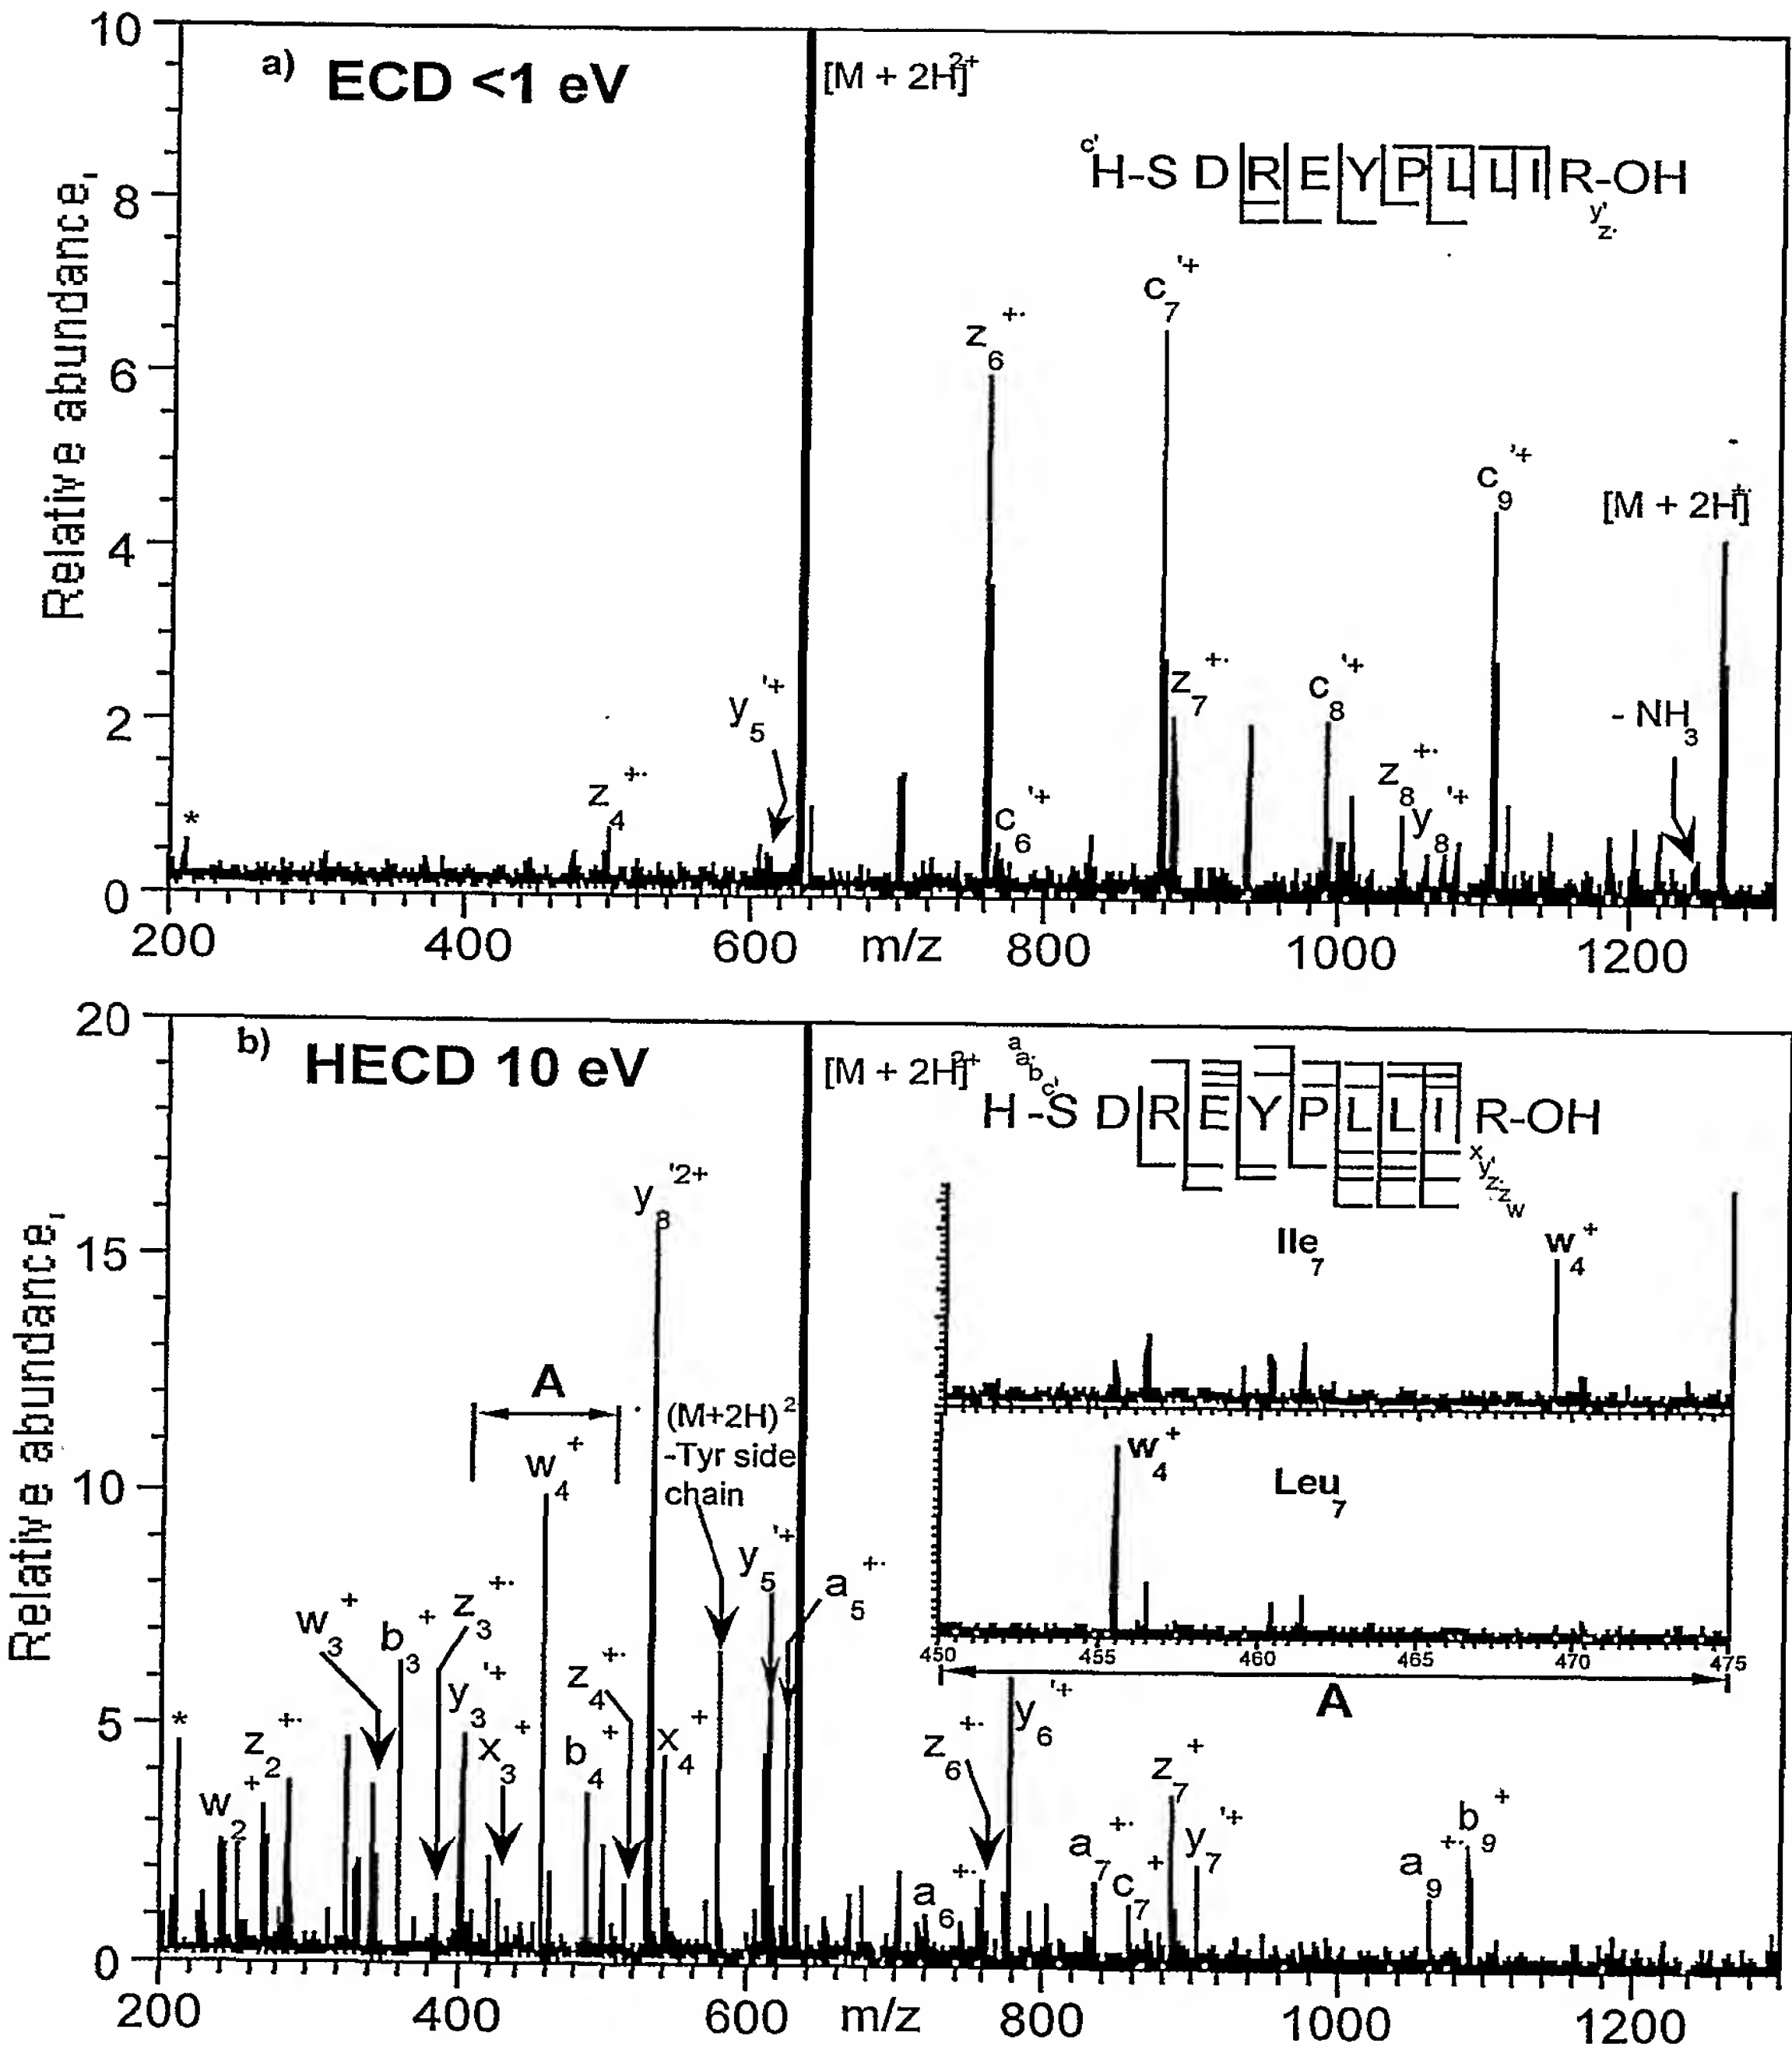 10
a) ECD <1 eV
[M + 2H]2+
c'
H-S D R E Y P L L I R-OH
y'
z·
8
6
4
2
0
Relative abundance,
c7'+
z6+·
c9'+
[M + 2H]+·
z7+·
c8'+
y5'+
- NH3
z4+·
z8+·
y8'+
c6'+
*
200 400 600 m/z 800 1000 1200
20
b) HECD 10 eV
[M + 2H]2+
a
a·
b
c'
H-S D R E Y P L L I R-OH
x
y'
z·
z
w
15
10
5
0
Relative abundance,
y8'2+
Ile7
w4+
A
(M+2H)2
-Tyr side
chain
w4+
w4+
Leu7
y5'+
a5+·
450 455 460 465 470 475
A
w3+
b3+
z3+·
y3'+
x3+
z4+·
b4+
x4+
*
z2+·
w2+
z6+·
y6'+
z7+
a7+·
y7'+
c7+
a6+·
a9+·
b9+
200 400 600 m/z 800 1000 1200